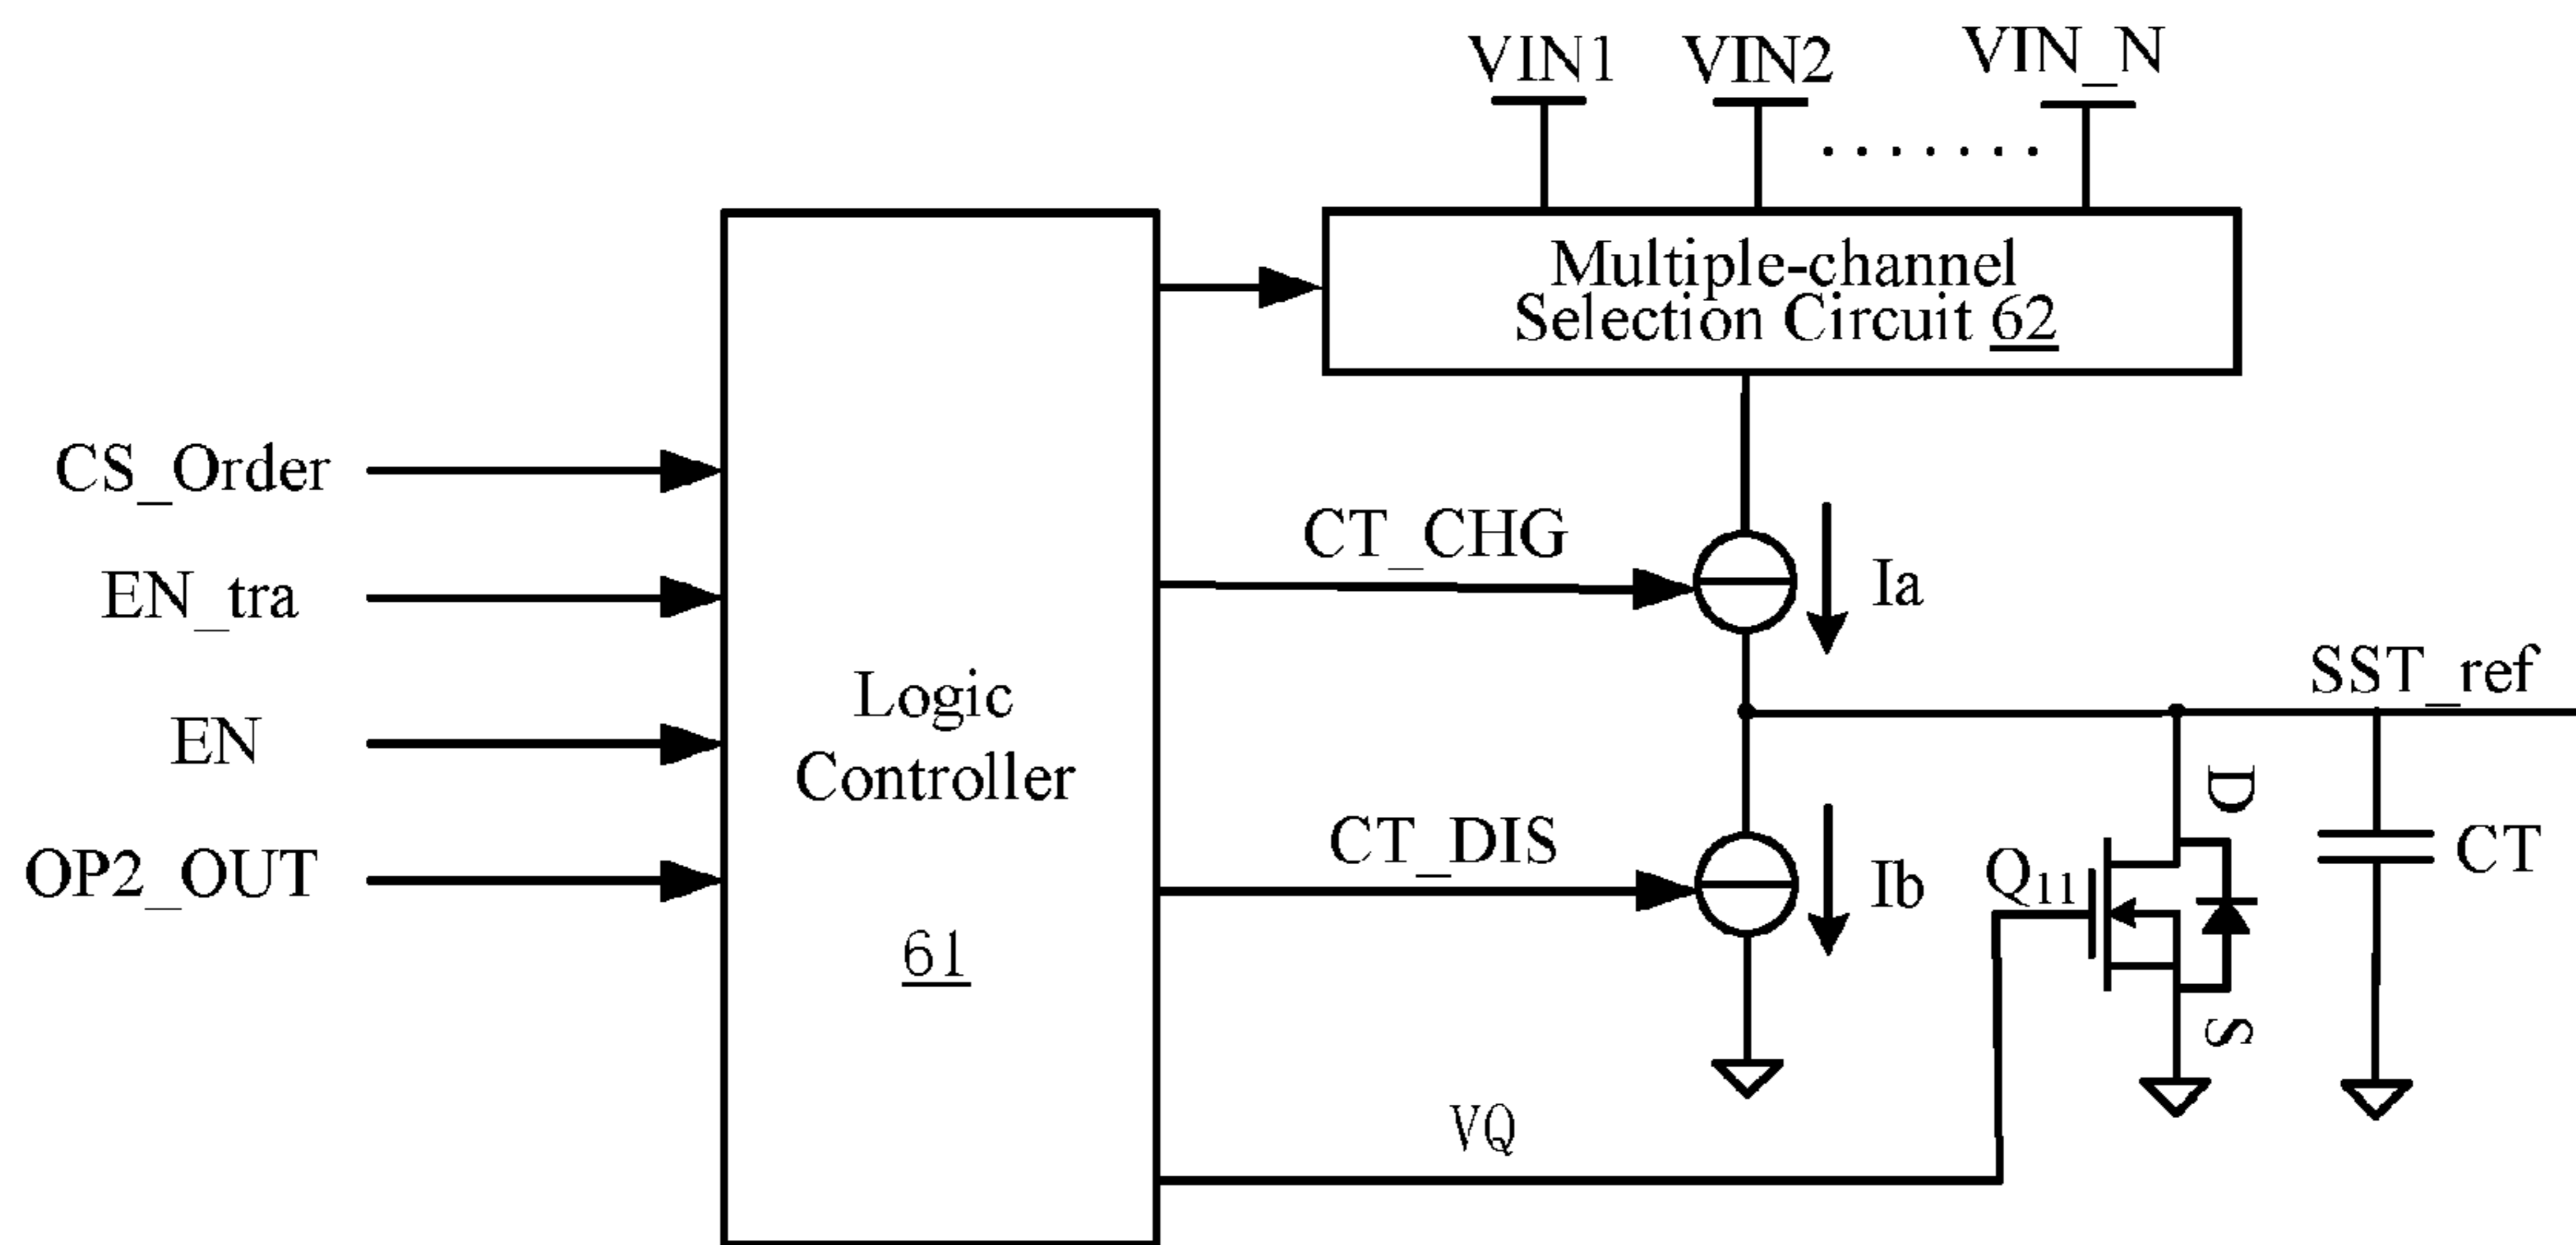 VIN1
VIN2
VIN_N
Multiple-channel
Selection Circuit 62
CS_Order
EN_tra
EN
OP2_OUT
Logic
Controller
61
CT_CHG
Ia
SST_ref
CT_DIS
Ib
D
Q11
CT
S
VQ